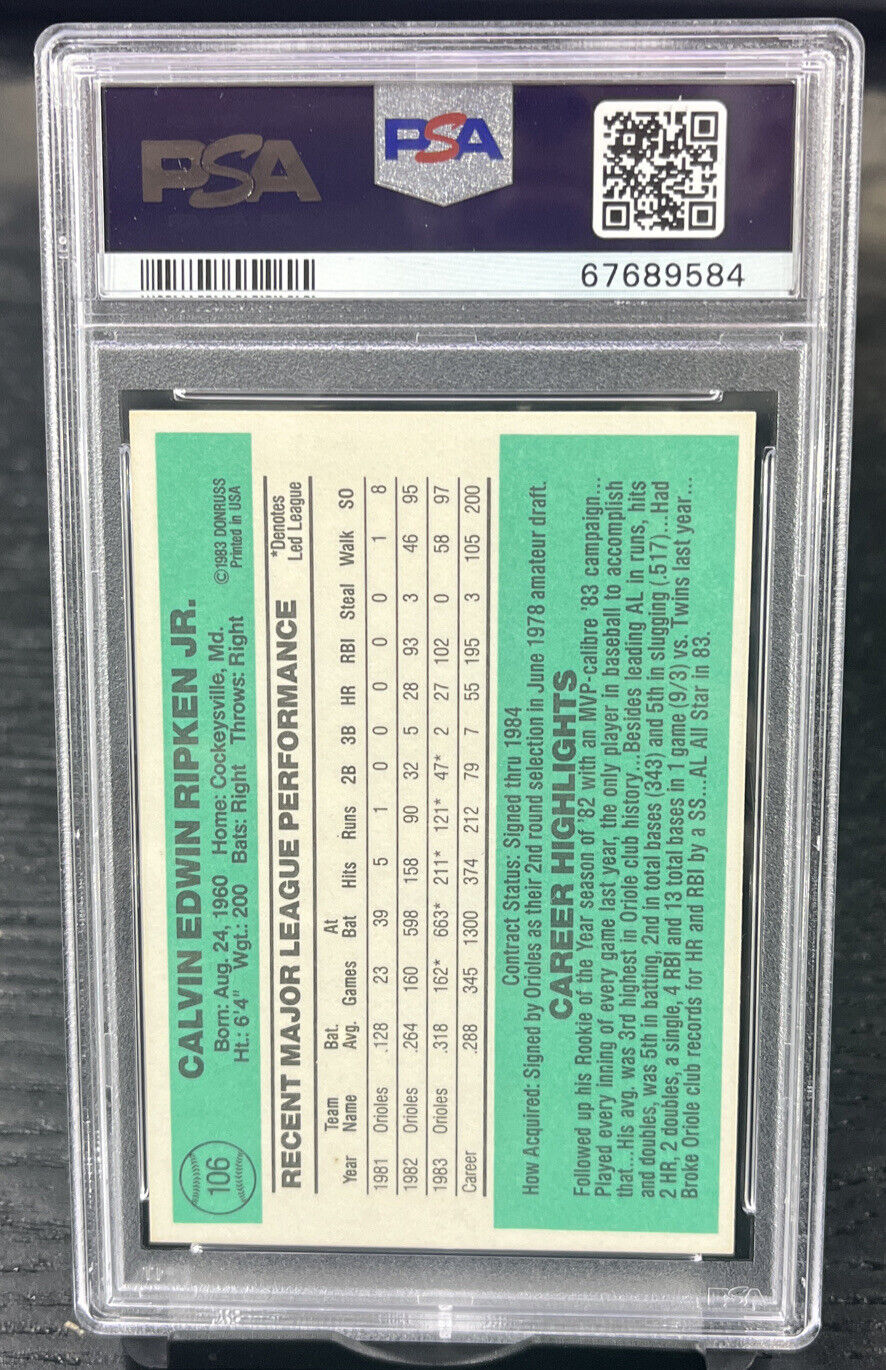 PSA
PSA
67689584
106
CALVIN EDWIN RIPKEN JR.
Born: Aug. 24, 1960 Home: Cockeysville, Md.
Ht.: 6'4" Wgt.: 200 Bats: Right Throws: Right
©1983 DONRUSS
Printed in USA
RECENT MAJOR LEAGUE PERFORMANCE
*Denotes
Led League
Year Team Name Bat. Avg. Games At Bat Hits Runs 2B 3B HR RBI Steal Walk SO
1981 Orioles .128 23 39 5 1 0 0 0 0 0 1 8
1982 Orioles .264 160 598 158 90 32 5 28 93 3 46 95
1983 Orioles .318 162* 663* 211* 121* 47* 2 27 102 0 58 97
Career .288 345 1300 374 212 79 7 55 195 3 105 200
Contract Status: Signed thru 1984
How Acquired: Signed by Orioles as their 2nd round selection in June 1978 amateur draft.
CAREER HIGHLIGHTS
Followed up his Rookie of the Year season of '82 with an MVP-calibre '83 campaign...
Played every inning of every game last year, the only player in baseball to accomplish
that...His avg. was 3rd highest in Oriole club history...Besides leading AL in runs, hits
and doubles, was 5th in batting, 2nd in total bases (343) and 5th in slugging (.517)...Had
2 HR, 2 doubles, a single, 4 RBI and 13 total bases in 1 game (9/3) vs. Twins last year...
Broke Oriole club records for HR and RBI by a SS...AL All Star in 83.
PSA